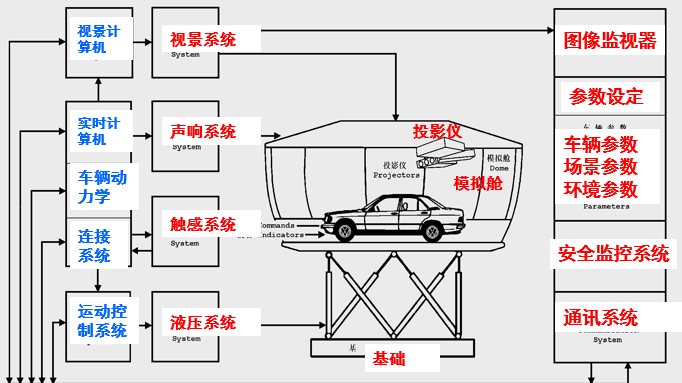 视景计
算机
视景系统
System
图像监视器
参数设定
实时计
算机
声响系统
System
投影仪
投影仪
Projectors
模拟舱
Dome
模拟舱
车辆参数
车辆参数
场景参数
环境参数
Parameters
车辆动
力学
触感系统
System
Commands
Indicators
连接
系统
安全监控系统
运动控
制系统
液压系统
System
通讯系统
System
基础